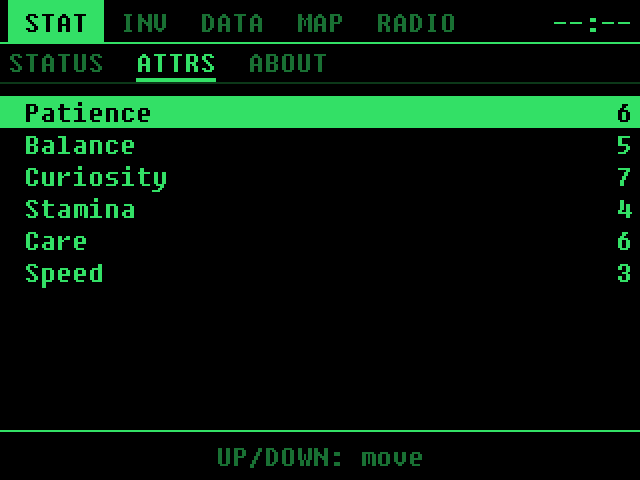 STAT INV DATA MAP RADIO --:--
STATUS ATTRS ABOUT
Patience 6
Balance 5
Curiosity 7
Stamina 4
Care 6
Speed 3
UP/DOWN: move